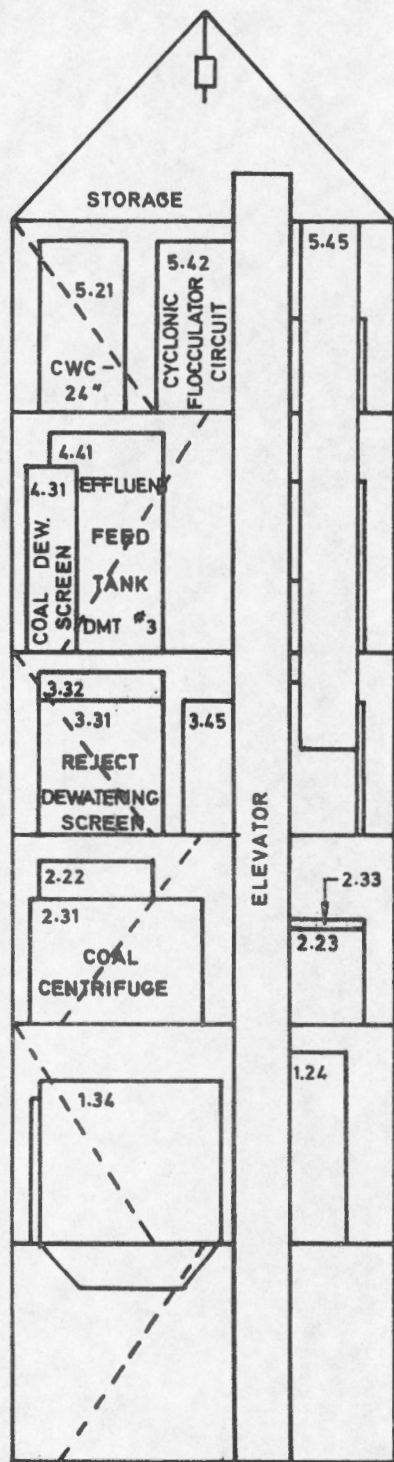 STORAGE
5.21
CWC -
24"
5.42
CYCLONIC
FLOCCULATOR
CIRCUIT
5.45
4.41
EFFLUEN
FEED
TANK
DMT #3
4.31
COAL DEW.
SCREEN
3.32
3.31
REJECT
DEWATERING
SCREEN
3.45
ELEVATOR
2.22
2.31
COAL
CENTRIFUGE
2.33
2.23
1.34
1.24